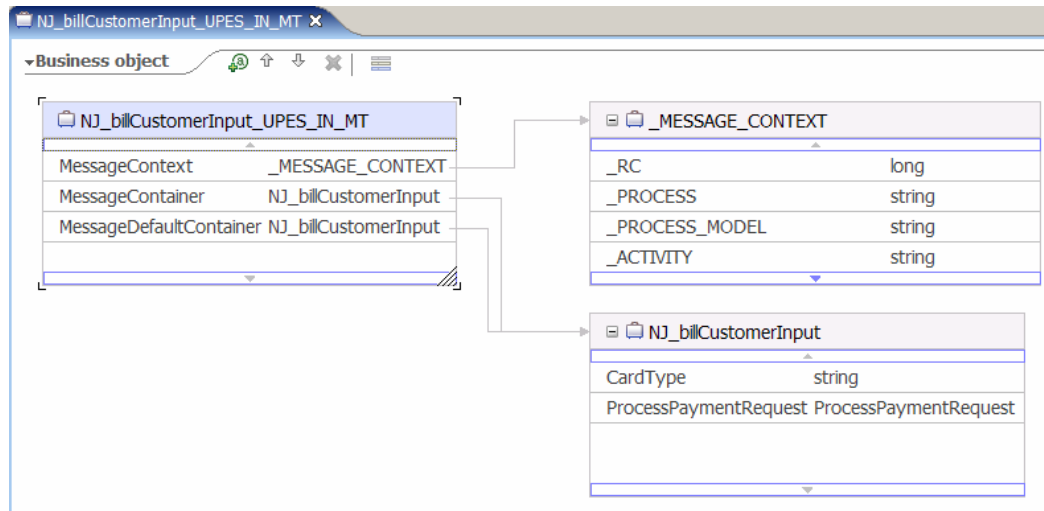 NJ_billCustomerInput_UPES_IN_MT
Business object
NJ_billCustomerInput_UPES_IN_MT
MessageContext _MESSAGE_CONTEXT
MessageContainer NJ_billCustomerInput
MessageDefaultContainer NJ_billCustomerInput
_MESSAGE_CONTEXT
_RC long
_PROCESS string
_PROCESS_MODEL string
_ACTIVITY string
NJ_billCustomerInput
CardType string
ProcessPaymentRequest ProcessPaymentRequest